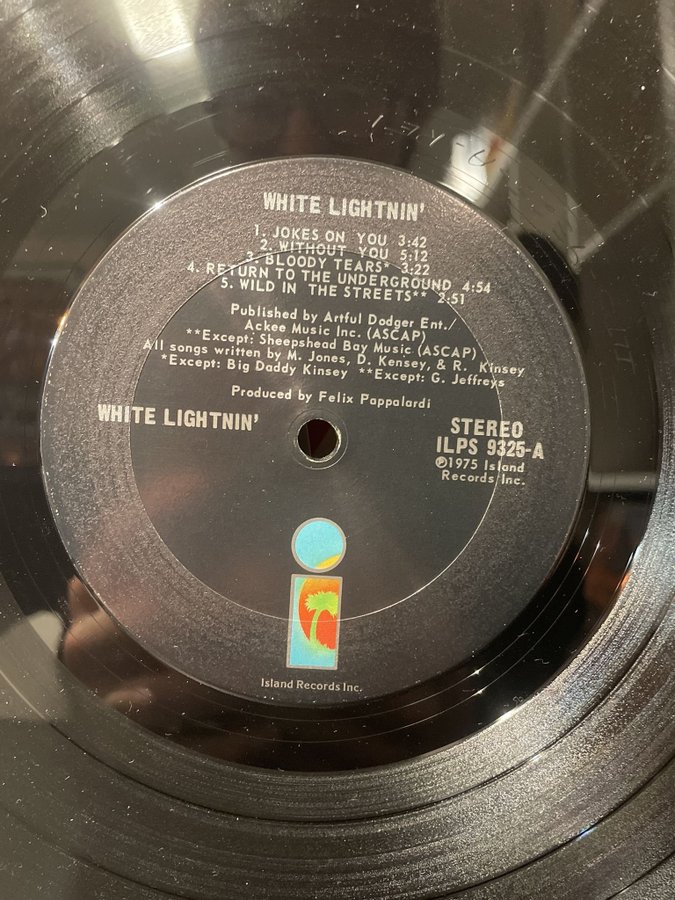 WHITE LIGHTNIN'
1. JOKES ON YOU 3:42
2. WITHOUT YOU 5:12
3. BLOODY TEARS* 3:22
4. RETURN TO THE UNDERGROUND 4:54
5. WILD IN THE STREETS** 2:51
Published by Artful Dodger Ent./
Ackee Music Inc. (ASCAP)
**Except: Sheepshead Bay Music (ASCAP)
All songs written by M. Jones, D. Kensey, & R. Kinsey
*Except: Big Daddy Kinsey **Except: G. Jeffreys
Produced by Felix Pappalardi
WHITE LIGHTNIN'
STEREO
ILPS 9325-A
℗1975 Island
Records Inc.
i
Island Records Inc.